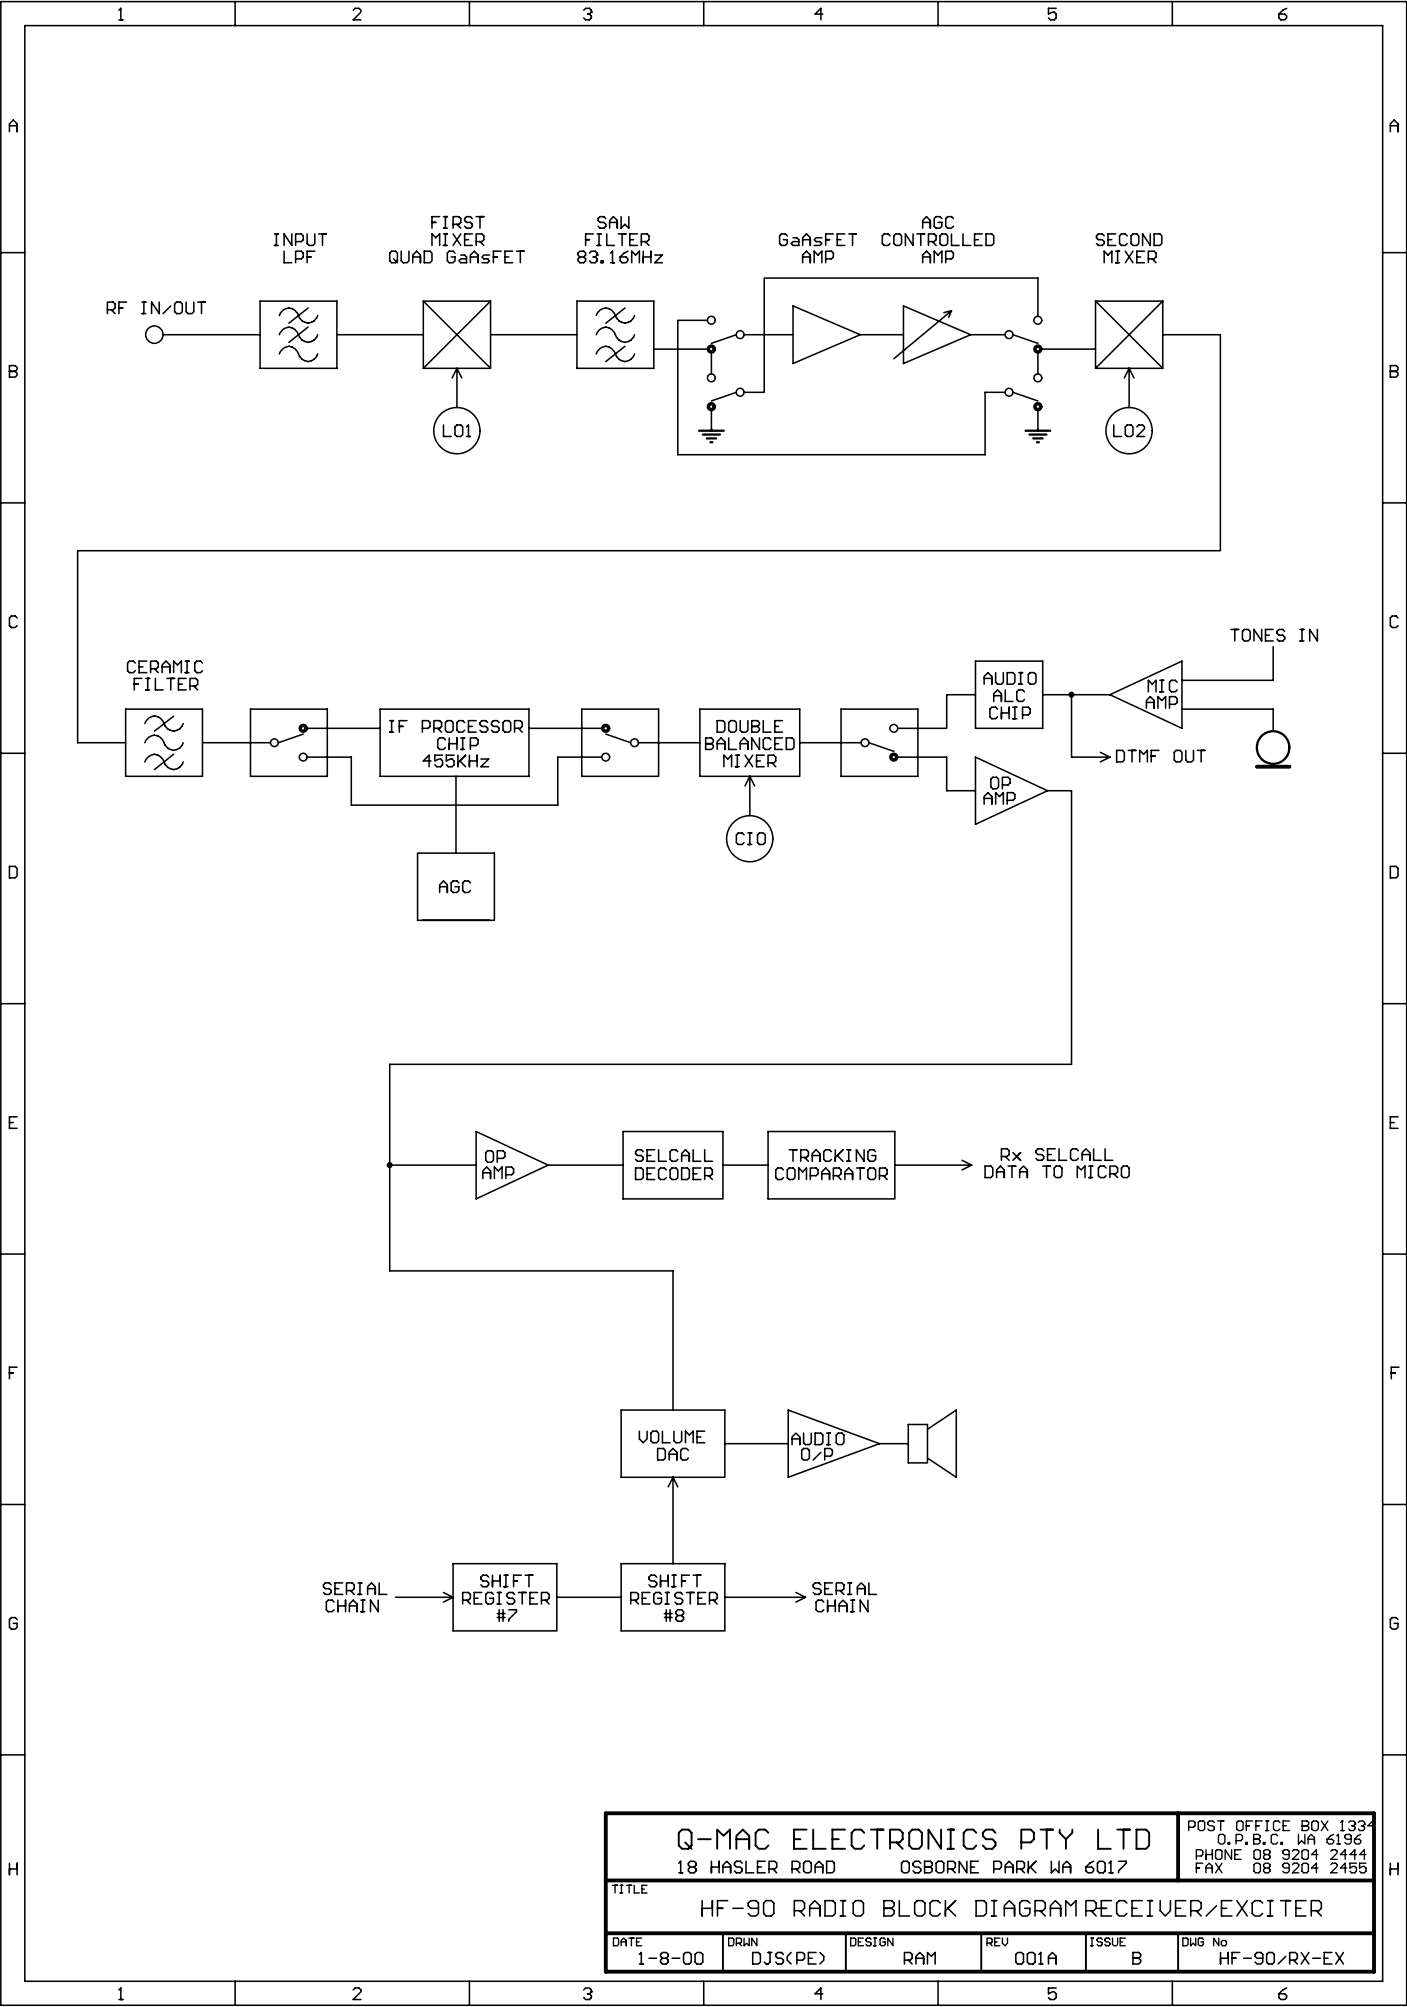 1 2 3 4 5 6
A A
FIRST
MIXER
QUAD GaAsFET
SAW
FILTER
83.16MHz
AGC
CONTROLLED
AMP
INPUT
LPF
GaAsFET
AMP
SECOND
MIXER
RF IN/OUT
B B
LO1
LO2
C C
TONES IN
CERAMIC
FILTER
AUDIO
ALC
CHIP
MIC
AMP
IF PROCESSOR
CHIP
455KHz
DOUBLE
BALANCED
MIXER
DTMF OUT
OP
AMP
CIO
D D
AGC
E E
OP
AMP
SELCALL
DECODER
TRACKING
COMPARATOR
Rx SELCALL
DATA TO MICRO
F F
VOLUME
DAC
AUDIO
O/P
SERIAL
CHAIN
SHIFT
REGISTER
#7
SHIFT
REGISTER
#8
SERIAL
CHAIN
G G
H H
Q-MAC ELECTRONICS PTY LTD
18 HASLER ROAD OSBORNE PARK WA 6017
POST OFFICE BOX 1334
O.P.B.C. WA 6196
PHONE 08 9204 2444
FAX 08 9204 2455
TITLE
HF-90 RADIO BLOCK DIAGRAM RECEIVER/EXCITER
DATE
1-8-00
DRWN
DJS(PE)
DESIGN
RAM
REV
001A
ISSUE
B
DWG No
HF-90/RX-EX
1 2 3 4 5 6